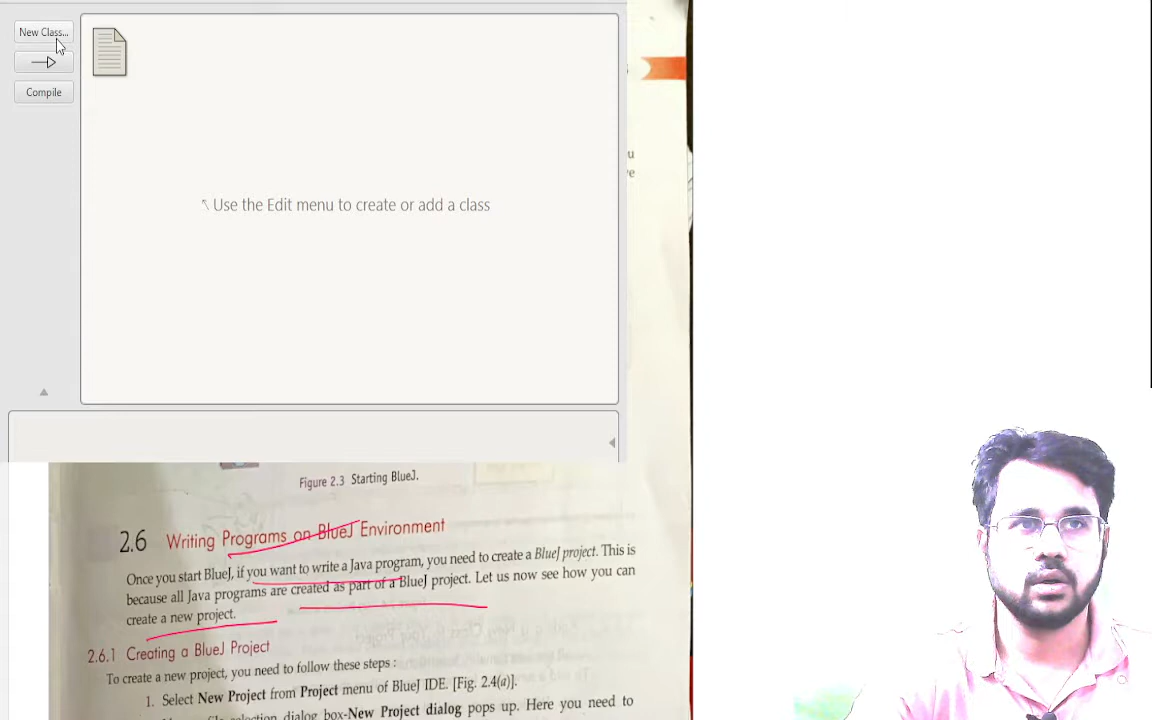 New Class...
Compile
Use the Edit menu to create or add a class
u
e
Figure 2.3 Starting BlueJ.
2.6 Writing Programs on BlueJ Environment
Once you start BlueJ, if you want to write a Java program, you need to create a BlueJ project. This is
because all Java programs are created as part of a BlueJ project. Let us now see how you can
create a new project.
2.6.1 Creating a BlueJ Project
To create a new project, you need to follow these steps :
1. Select New Project from Project menu of BlueJ IDE. [Fig. 2.4(a)].
selection dialog box-New Project dialog pops up. Here you need to